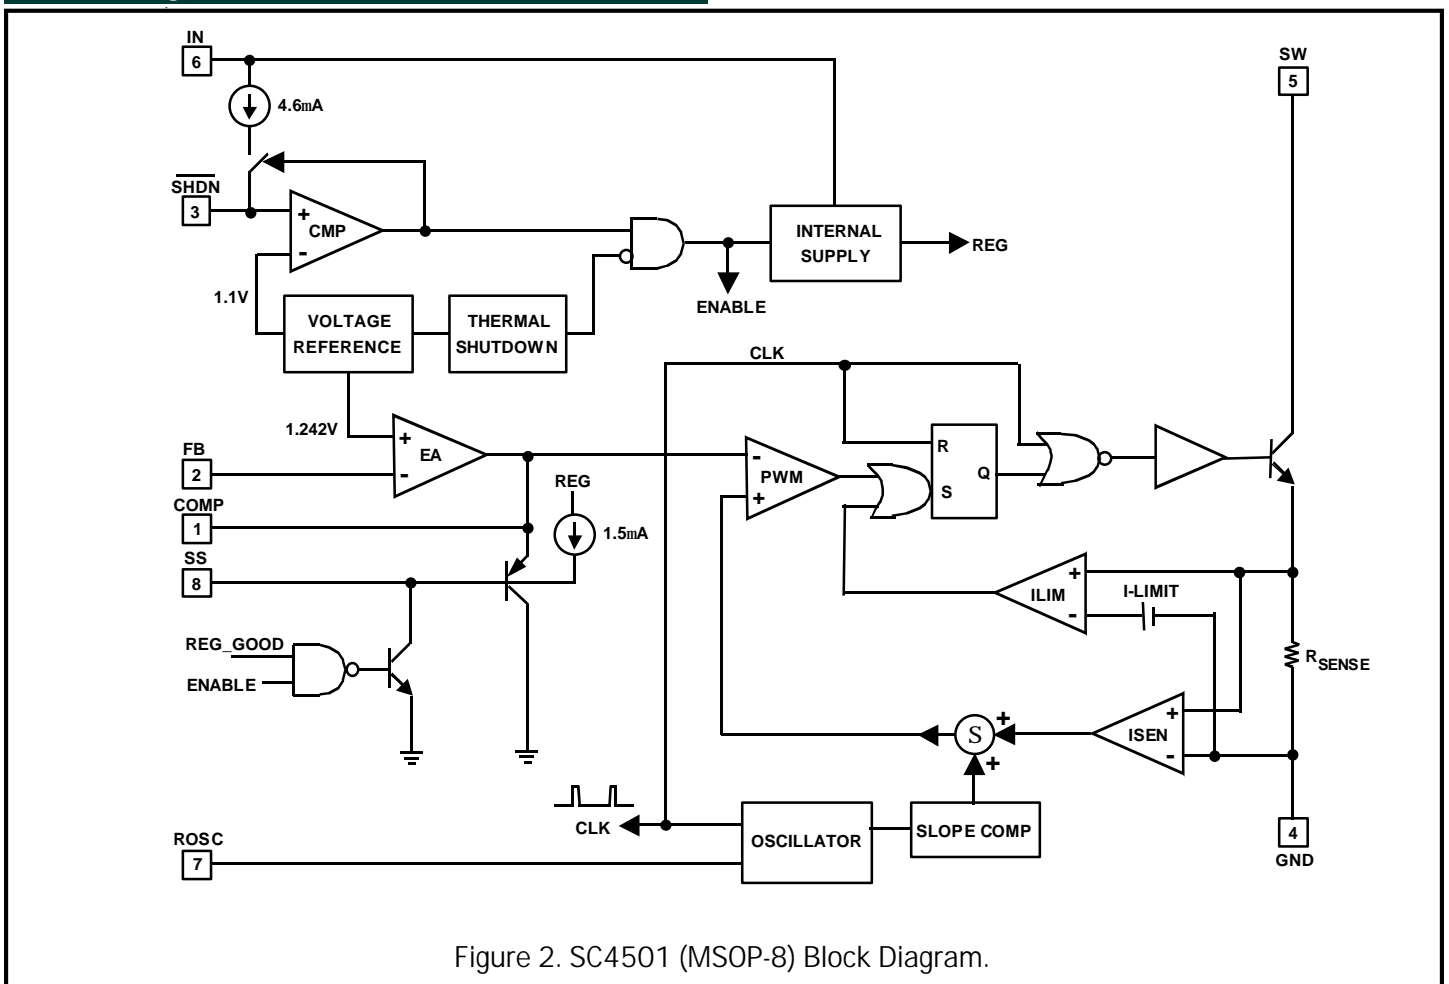 IN
6
SW
5
4.6mA
SHDN
3
+
CMP
-
INTERNAL
SUPPLY
REG
1.1V
ENABLE
VOLTAGE
REFERENCE
THERMAL
SHUTDOWN
CLK
1.242V
+
EA
-
FB
2
REG
-
PWM
+
R
Q
S
COMP
1
1.5mA
SS
8
+
ILIM
-
I-LIMIT
REG_GOOD
ENABLE
RSENSE
+
S
+
+
ISEN
-
CLK
OSCILLATOR
SLOPE COMP
4
GND
ROSC
7
Figure 2. SC4501 (MSOP-8) Block Diagram.